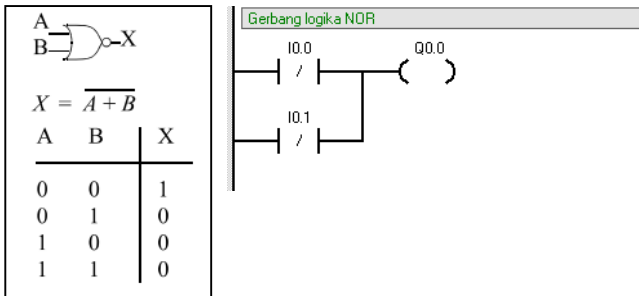 A
B X
X = \overline{A + B}
A B X
0 0 1
0 1 0
1 0 0
1 1 0
Gerbang logika NOR
I0.0 Q0.0
/
I0.1
/